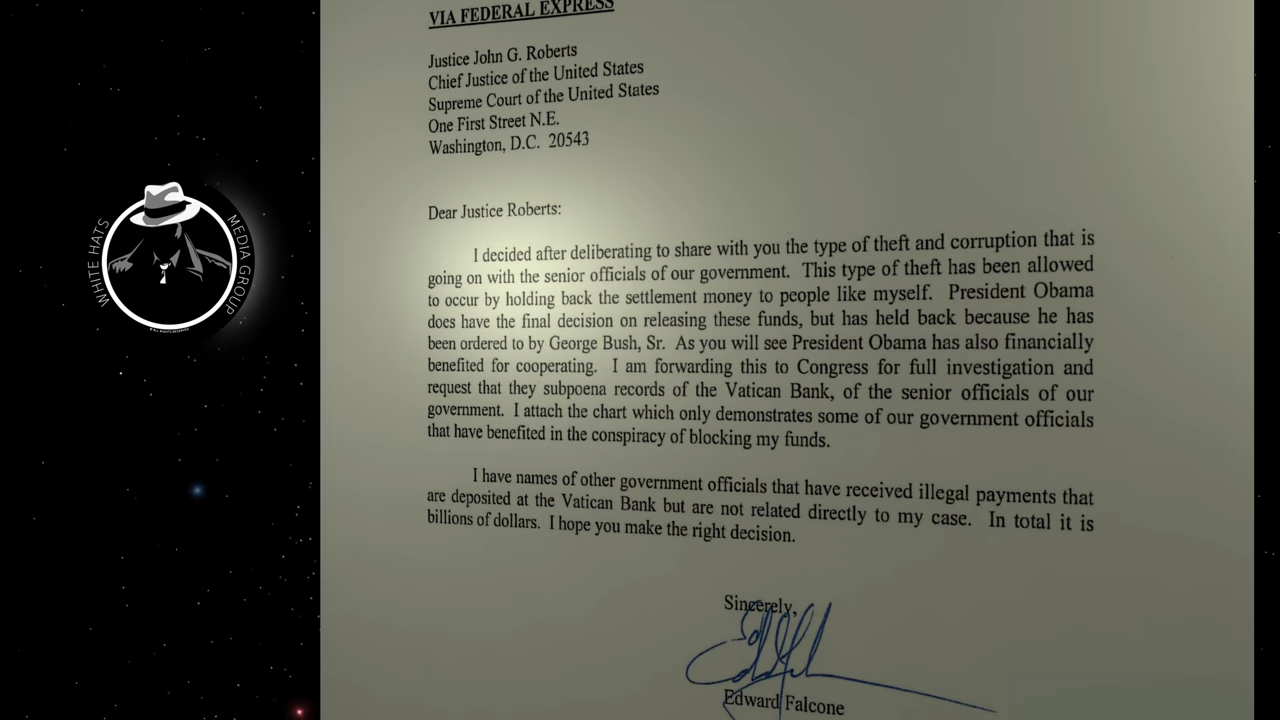 VIA FEDERAL EXPRESS
Justice John G. Roberts
Chief Justice of the United States
Supreme Court of the United States
One First Street N.E.
Washington, D.C. 20543
Dear Justice Roberts:
I decided after deliberating to share with you the type of theft and corruption that is
going on with the senior officials of our government. This type of theft has been allowed
to occur by holding back the settlement money to people like myself. President Obama
does have the final decision on releasing these funds, but has held back because he has
been ordered to by George Bush, Sr. As you will see President Obama has also financially
benefited for cooperating. I am forwarding this to Congress for full investigation and
request that they subpoena records of the Vatican Bank, of the senior officials of our
government. I attach the chart which only demonstrates some of our government officials
that have benefited in the conspiracy of blocking my funds.
I have names of other government officials that have received illegal payments that
are deposited at the Vatican Bank but are not related directly to my case. In total it is
billions of dollars. I hope you make the right decision.
Sincerely,
Edward Falcone
WHITE HATS
MEDIA GROUP